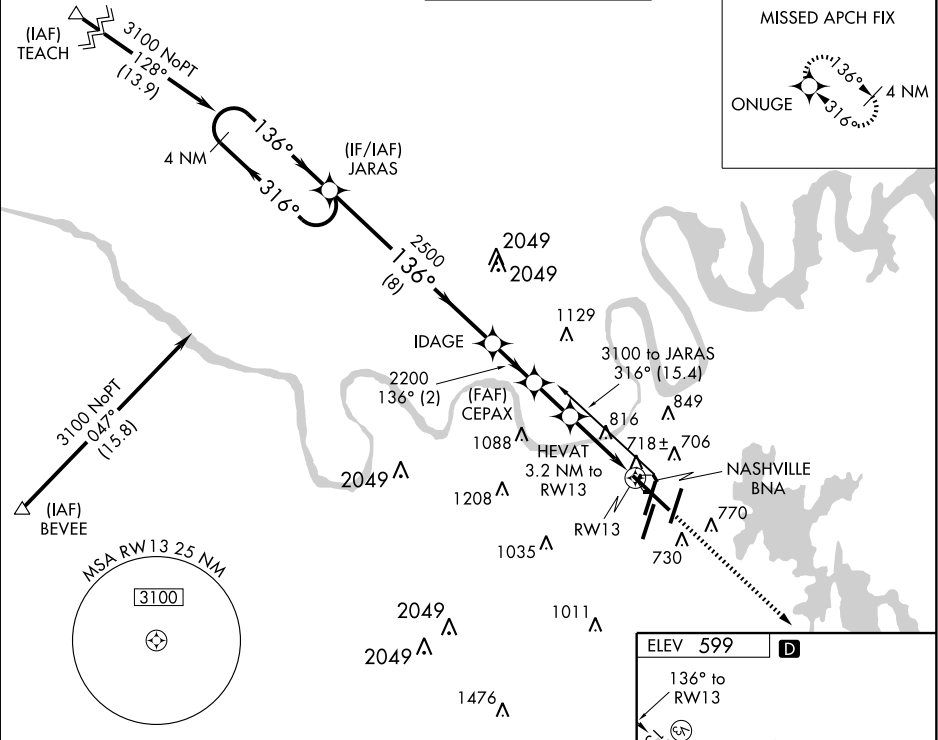 MISSED APCH FIX
136°
4 NM
ONUGE
316°
(IAF)
TEACH
3100 NoPT
128°
(13.9)
4 NM
136°
316°
(IF/IAF)
JARAS
2500
136°
(8)
2049
2049
1129
IDAGE
3100 to JARAS
316° (15.4)
2200
136° (2)
(FAF)
CEPAX
849
816
1088
718±
706
HEVAT
3.2 NM to
RW13
NASHVILLE
BNA
3100 NoPT
047°
(15.8)
2049
1208
(IAF)
BEVEE
RW13
770
730
1035
MSA RW13 25 NM
3100
2049
1011
2049
1476
ELEV 599
D
136° to
RW13